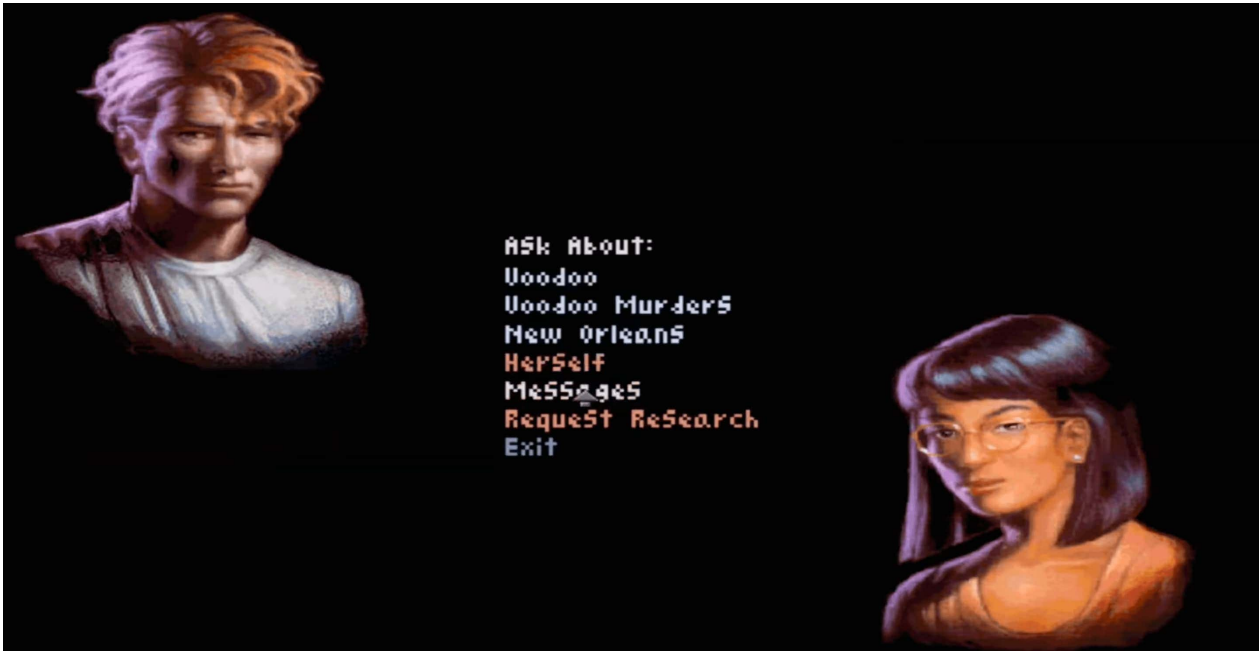 Ask About:
Voodoo
Voodoo Murders
New Orleans
Herself
Messages
Request Research
Exit